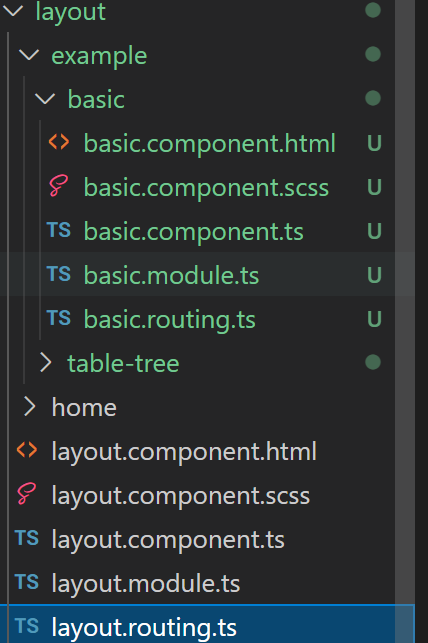 layout
example
basic
<> basic.component.html U
basic.component.scss U
TS basic.component.ts U
TS basic.module.ts U
TS basic.routing.ts U
table-tree
home
<> layout.component.html
layout.component.scss
TS layout.component.ts
TS layout.module.ts
TS layout.routing.ts